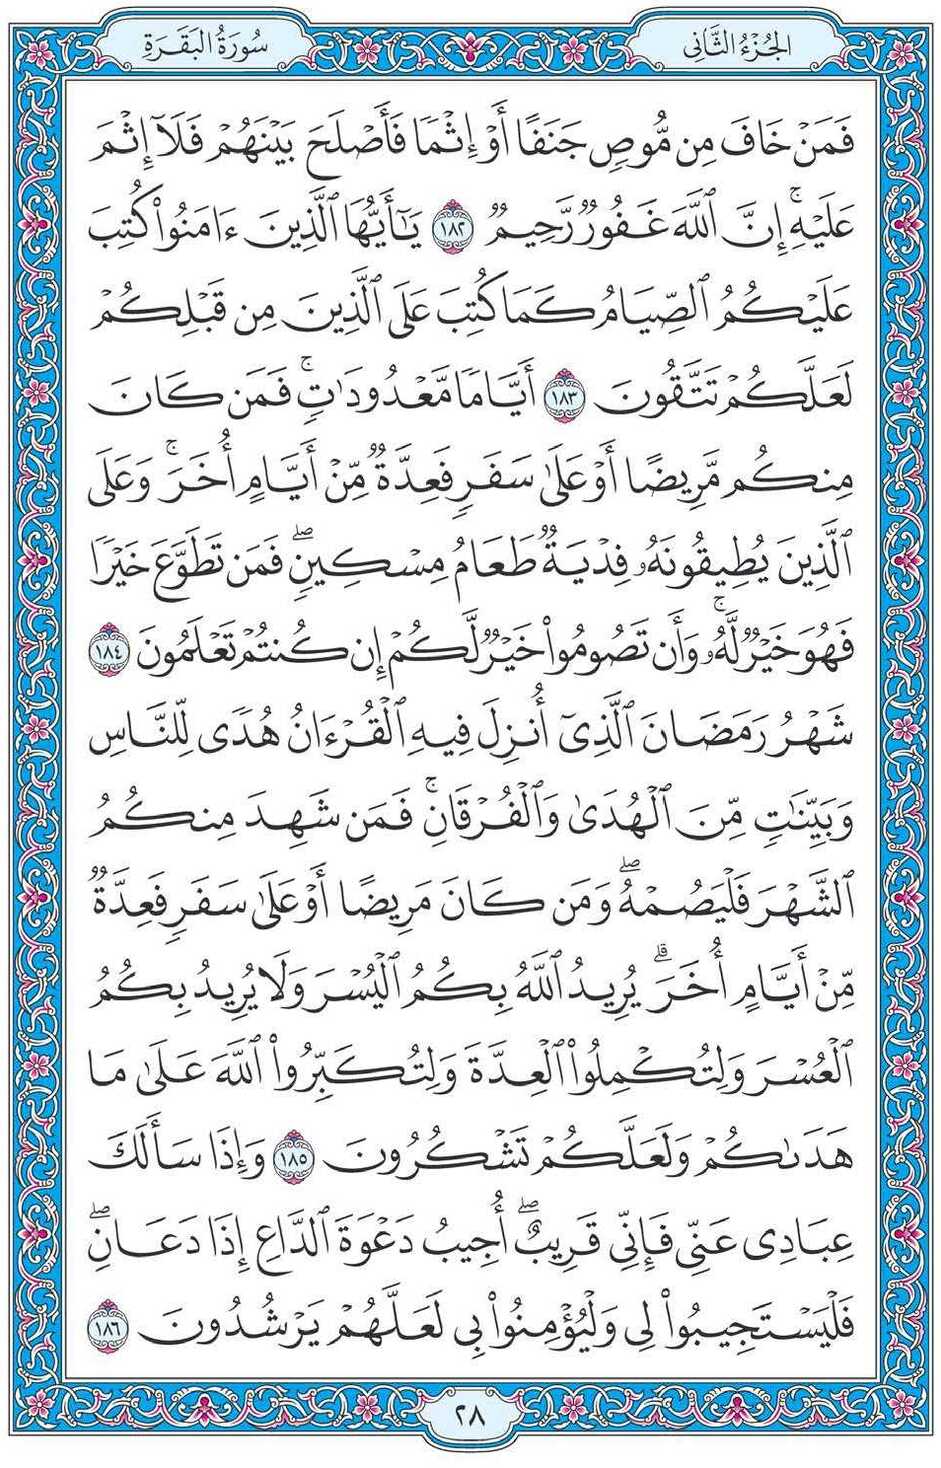 الجُزْءُ الثَّانِي
سُورَةُ البَقَرَةِ
فَمَنْ خَافَ مِن مُّوصٍ جَنَفًا أَوْ إِثْمًا فَأَصْلَحَ بَيْنَهُمْ فَلَآ إِثْمَ
عَلَيْهِۚ إِنَّ ٱللَّهَ غَفُورٌ رَّحِيمٌ ١٨٢ يَٰٓأَيُّهَا ٱلَّذِينَ ءَامَنُوا۟ كُتِبَ
عَلَيْكُمُ ٱلصِّيَامُ كَمَا كُتِبَ عَلَى ٱلَّذِينَ مِن قَبْلِكُمْ
لَعَلَّكُمْ تَتَّقُونَ ١٨٣ أَيَّامًا مَّعْدُودَٰتٍۚ فَمَن كَانَ
مِنكُم مَّرِيضًا أَوْ عَلَىٰ سَفَرٍ فَعِدَّةٌ مِّنْ أَيَّامٍ أُخَرَۚ وَعَلَى
ٱلَّذِينَ يُطِيقُونَهُۥ فِدْيَةٌ طَعَامُ مِسْكِينٍۖ فَمَن تَطَوَّعَ خَيْرًا
فَهُوَ خَيْرٌ لَّهُۥۚ وَأَن تَصُومُوا۟ خَيْرٌ لَّكُمْ إِن كُنتُمْ تَعْلَمُونَ ١٨٤
شَهْرُ رَمَضَانَ ٱلَّذِىٓ أُنزِلَ فِيهِ ٱلْقُرْءَانُ هُدًى لِّلنَّاسِ
وَبَيِّنَٰتٍ مِّنَ ٱلْهُدَىٰ وَٱلْفُرْقَانِۚ فَمَن شَهِدَ مِنكُمُ
ٱلشَّهْرَ فَلْيَصُمْهُۖ وَمَن كَانَ مَرِيضًا أَوْ عَلَىٰ سَفَرٍ فَعِدَّةٌ
مِّنْ أَيَّامٍ أُخَرَۗ يُرِيدُ ٱللَّهُ بِكُمُ ٱلْيُسْرَ وَلَا يُرِيدُ بِكُمُ
ٱلْعُسْرَ وَلِتُكْمِلُوا۟ ٱلْعِدَّةَ وَلِتُكَبِّرُوا۟ ٱللَّهَ عَلَىٰ مَا
هَدَىٰكُمْ وَلَعَلَّكُمْ تَشْكُرُونَ ١٨٥ وَإِذَا سَأَلَكَ
عِبَادِى عَنِّى فَإِنِّى قَرِيبٌۖ أُجِيبُ دَعْوَةَ ٱلدَّاعِ إِذَا دَعَانِۖ
فَلْيَسْتَجِيبُوا۟ لِى وَلْيُؤْمِنُوا۟ بِى لَعَلَّهُمْ يَرْشُدُونَ ١٨٦
٢٨